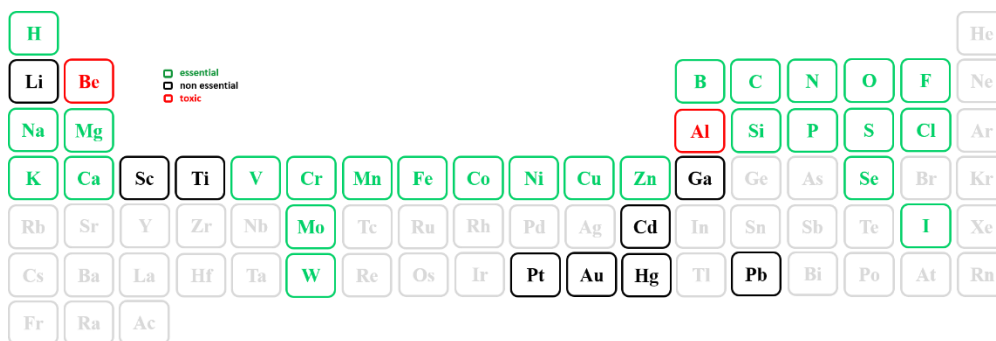 H He
Li Be B C N O F Ne
essential
non essential
toxic
Na Mg Al Si P S Cl Ar
K Ca Sc Ti V Cr Mn Fe Co Ni Cu Zn Ga Ge As Se Br Kr
Rb Sr Y Zr Nb Mo Tc Ru Rh Pd Ag Cd In Sn Sb Te I Xe
Cs Ba La Hf Ta W Re Os Ir Pt Au Hg Tl Pb Bi Po At Rn
Fr Ra Ac